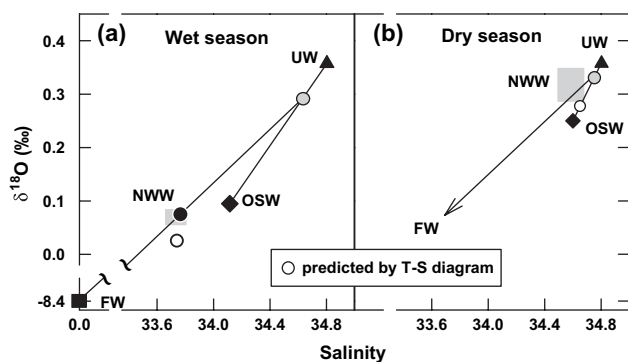 (a) Wet season
(b) Dry season
UW
UW
0.4
0.3
0.2
0.1
0.0
-8.4
δ18O (‰)
NWW
OSW
FW
NWW
OSW
FW
predicted by T-S diagram
0.0
33.6
34.0
34.4
34.8
33.6
34.0
34.4
34.8
Salinity